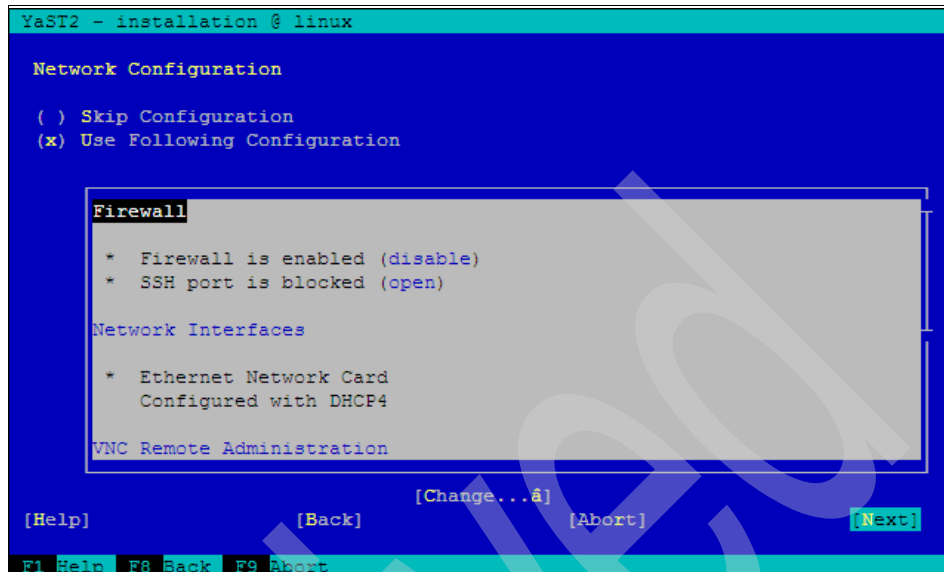 YaST2 - installation @ linux
Network Configuration
( ) Skip Configuration
(x) Use Following Configuration
Firewall
* Firewall is enabled (disable)
* SSH port is blocked (open)
Network Interfaces
* Ethernet Network Card
Configured with DHCP4
VNC Remote Administration
[Change...â]
[Help] [Back] [Abort] [Next]
F1 Help F8 Back F9 Abort